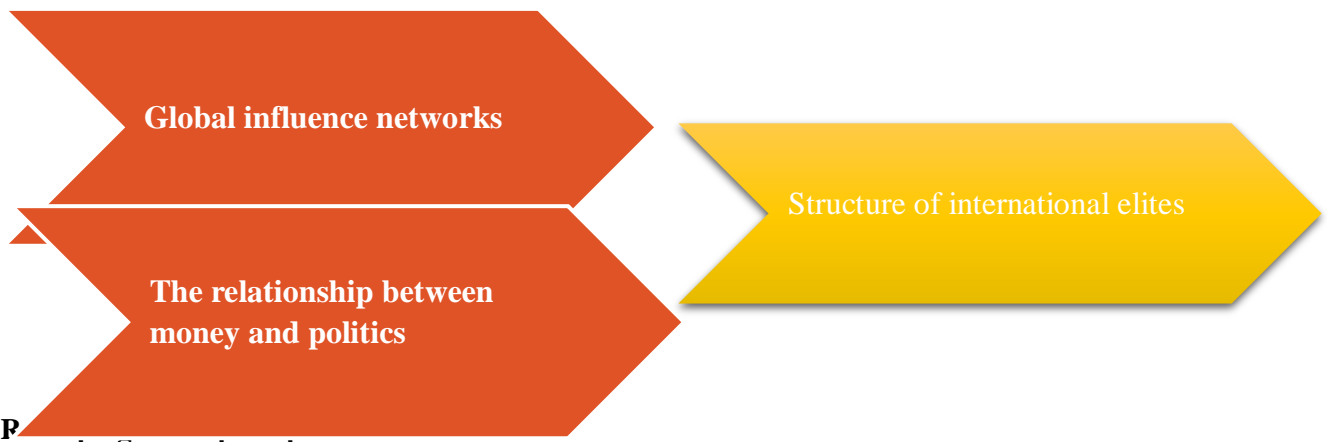 Global influence networks
Structure of international elites
The relationship between
money and politics